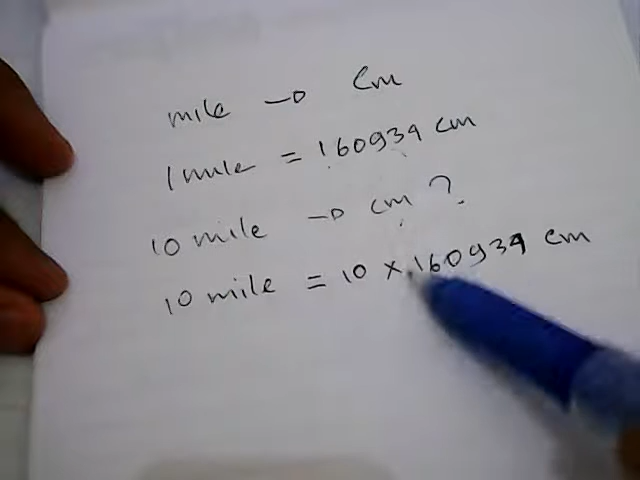 mile → cm
1 mile = 160934 cm
10 mile → cm ?
10 mile = 10 × 160934 cm